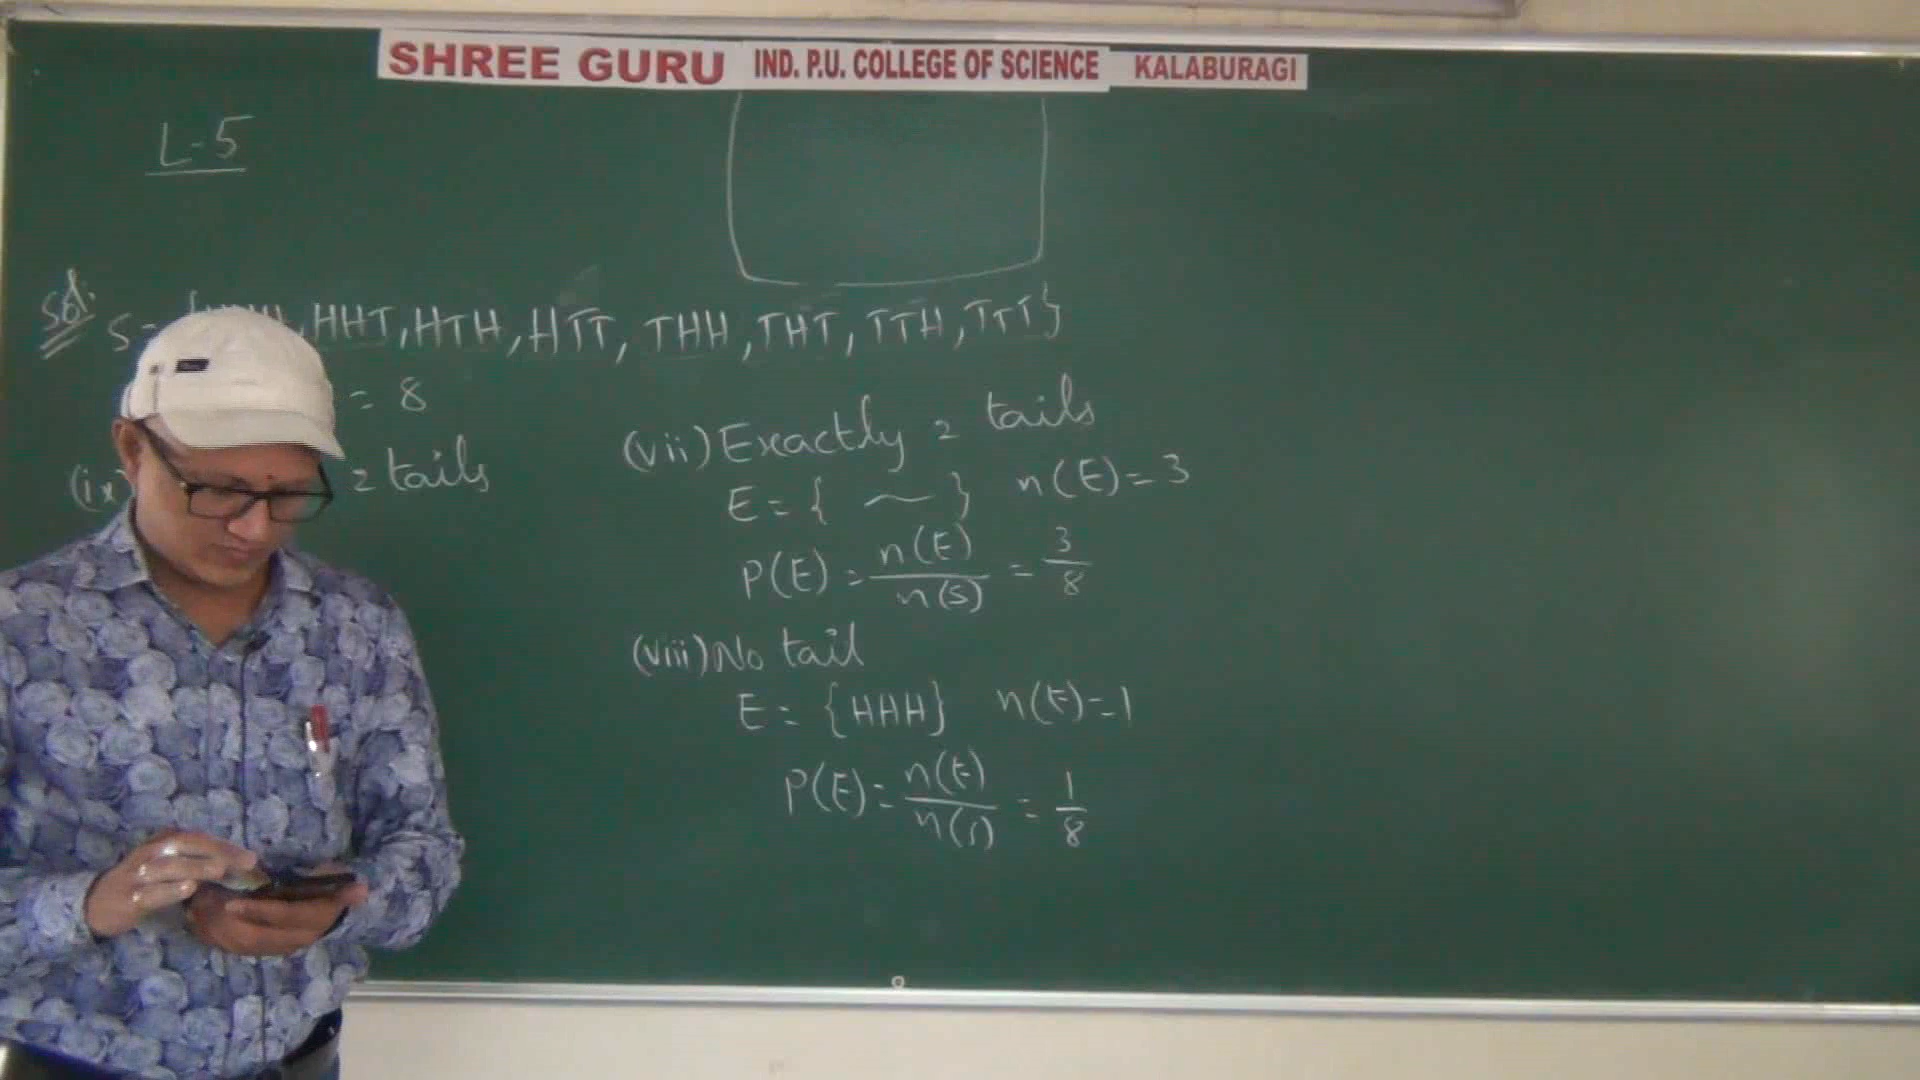 SHREE GURU IND. P.U. COLLEGE OF SCIENCE KALABURAGI
L-5
Sol:
S= { , HHT, HTH, HTT, THH, THT, TTH, TTT}
= 8
(ix) 2 tails
(vii) Exactly 2 tails
E = { ~ } n(E) = 3
P(E) = n(E)/n(S) = 3/8
(viii) No tail
E = {HHH} n(E) = 1
P(E) = n(E)/n(S) = 1/8